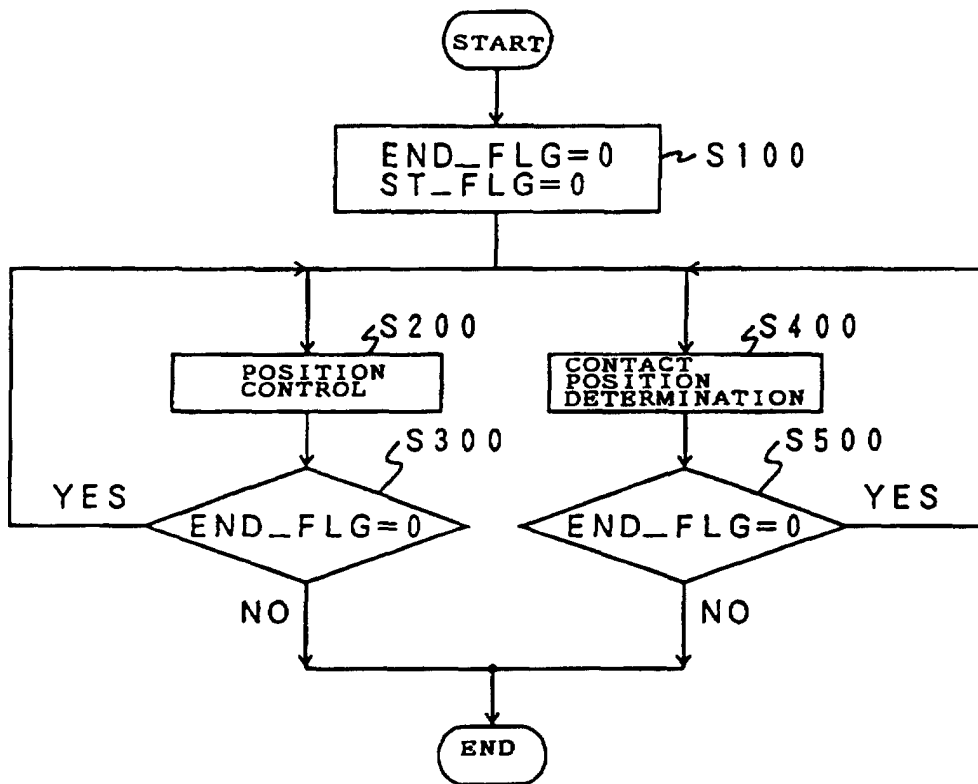 START
END_FLG=0
ST_FLG=0
S100
S200
POSITION
CONTROL
S400
CONTACT
POSITION
DETERMINATION
S300
YES
END_FLG=0
NO
S500
YES
END_FLG=0
NO
END